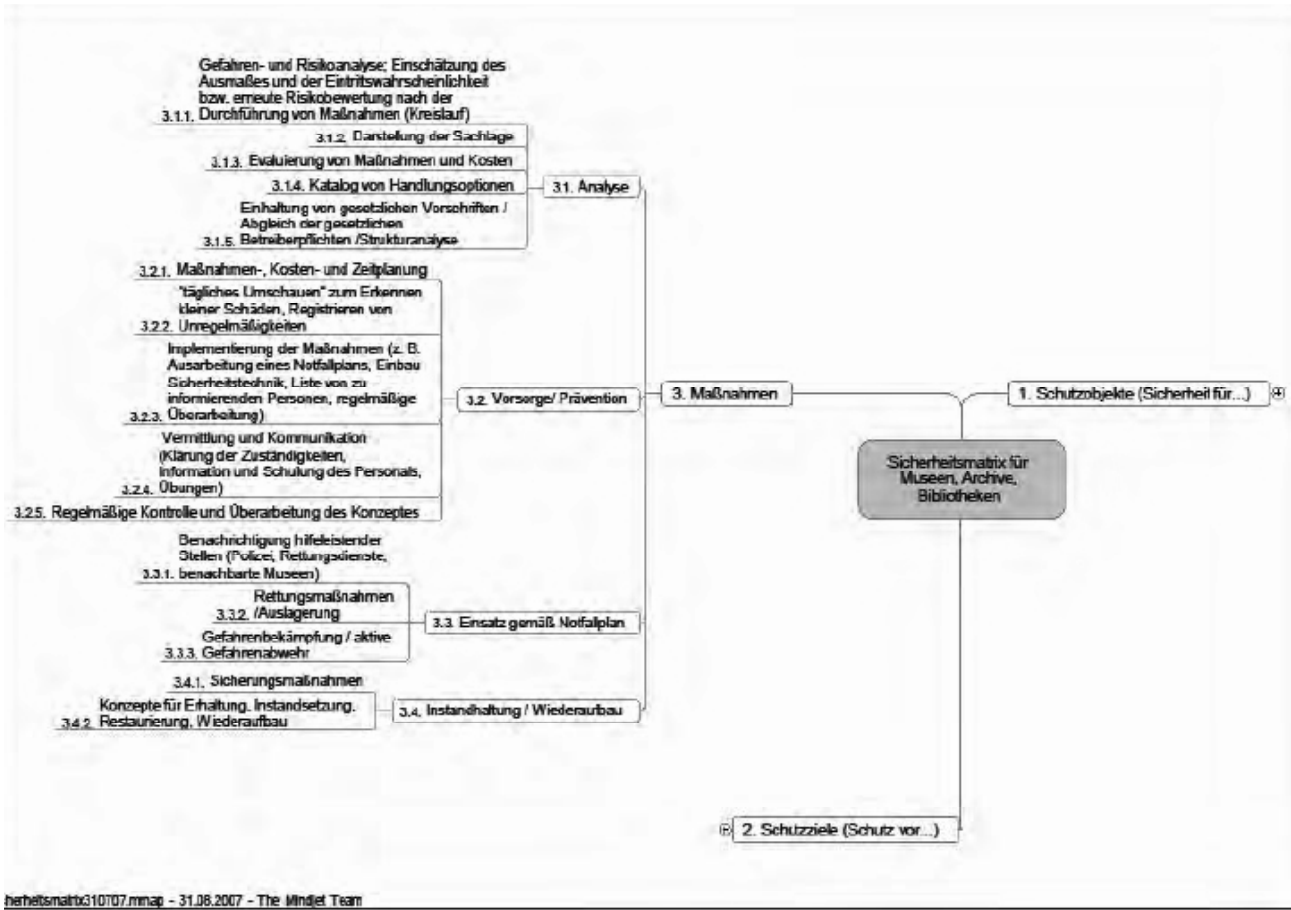 Gefahren- und Risikoanalyse; Einschätzung des
Ausmaßes und der Eintrittswahrscheinlichkeit
bzw. erneute Risikobewertung nach der
3.1.1. Durchführung von Maßnahmen (Kreislauf)
3.1.2. Darstellung der Sachlage
3.1.3. Evaluierung von Maßnahmen und Kosten
3.1.4. Katalog von Handlungsoptionen
Einhaltung von gesetzlichen Vorschriften /
Abgleich der gesetzlichen
3.1.5. Betreiberpflichten /Strukturanalyse
3.1. Analyse
3.2.1. Maßnahmen-, Kosten- und Zeitplanung
"tägliches Umschauen" zum Erkennen
kleiner Schäden, Registrieren von
3.2.2. Unregelmäßigkeiten
Implementierung der Maßnahmen (z. B.
Ausarbeitung eines Notfallplans, Einbau
Sicherheitstechnik, Liste von zu
informierenden Personen, regelmäßige
3.2.3. Überarbeitung)
Vermittlung und Kommunikation
(Klärung der Zuständigkeiten,
Information und Schulung des Personals,
3.2.4. Übungen)
3.2.5. Regelmäßige Kontrolle und Überarbeitung des Konzeptes
3.2. Vorsorge/ Prävention
Benachrichtigung hilfeleistender
Stellen (Polizei, Rettungsdienste,
3.3.1. benachbarte Museen)
Rettungsmaßnahmen
3.3.2. /Auslagerung
Gefahrenbekämpfung / aktive
3.3.3. Gefahrenabwehr
3.3. Einsatz gemäß Notfallplan
3.4.1. Sicherungsmaßnahmen
Konzepte für Erhaltung, Instandsetzung,
3.4.2. Restaurierung, Wiederaufbau
3.4. Instandhaltung / Wiederaufbau
3. Maßnahmen
1. Schutzobjekte (Sicherheit für...)
Sicherheitsmatrix für
Museen, Archive,
Bibliotheken
2. Schutzziele (Schutz vor...)
herheitsmatrix310707.mmap - 31.08.2007 - The Mindjet Team